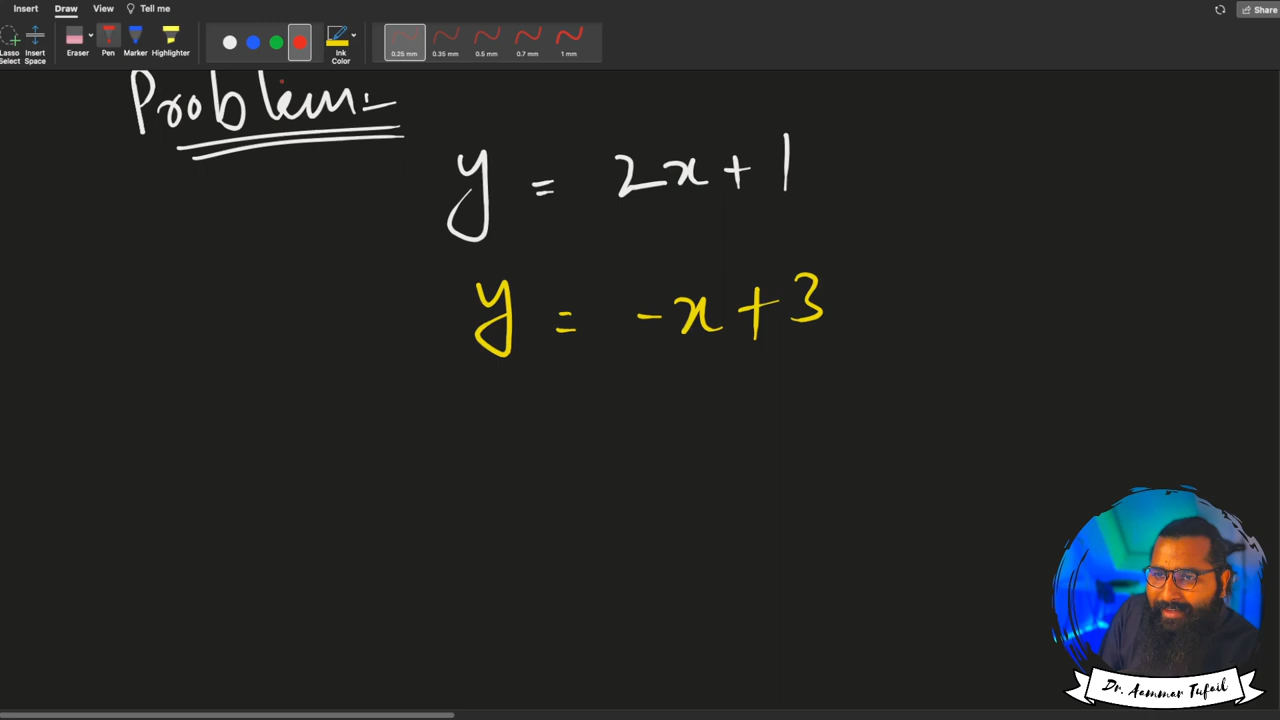 Insert Draw View Tell me Share
Lasso Select Insert Space Eraser Pen Marker Highlighter Ink Color 0.25 mm 0.35 mm 0.5 mm 0.7 mm 1 mm
Problem:-
y = 2x + 1
y = -x + 3
Dr. Aammar Tufail